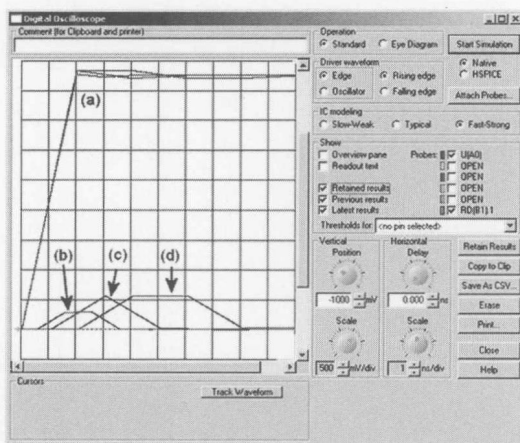 Digital Oscilloscope
Comment (for Clipboard and printer)
(a)
(b)
(c)
(d)
Cursors
Track Waveform
Operation
Standard
Eye Diagram
Start Simulation
Driver waveform
Edge
Rising edge
Oscillator
Falling edge
Native
HSPICE
Attach Probes...
IC modeling
Slow-Weak
Typical
Fast-Strong
Show
Overview pane
Readout text
Retained results
Previous results
Latest results
Probes:
U(A0)
OPEN
OPEN
OPEN
OPEN
RD(B1).1
Thresholds for
<no pin selected>
Vertical
Position
-1000 mV
Scale
500 mV/div
Horizontal
Delay
0.000 ns
Scale
1 ns/div
Retain Results
Copy to Clip
Save As CSV...
Erase
Print...
Close
Help